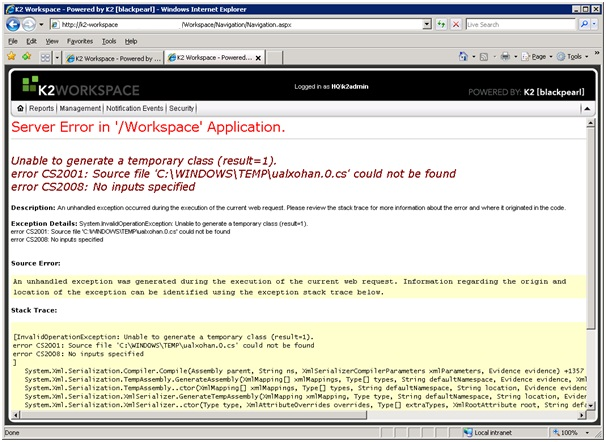 K2 Workspace - Powered by K2 [blackpearl] - Windows Internet Explorer
http://k2-workspace /Workspace/Navigation/Navigation.aspx
Live Search
File Edit View Favorites Tools Help
K2 Workspace - Powered by ...
K2 Workspace - Powered... x
Page
Tools
K2WORKSPACE
Logged in as HQ\k2admin
POWERED BY: K2 [blackpearl]
Reports | Management | Notification Events | Security |
Server Error in '/Workspace' Application.
Unable to generate a temporary class (result=1).
error CS2001: Source file 'C:\WINDOWS\TEMP\ualxohan.0.cs' could not be found
error CS2008: No inputs specified
Description: An unhandled exception occurred during the execution of the current web request. Please review the stack trace for more information about the error and where it originated in the code.
Exception Details: System.InvalidOperationException: Unable to generate a temporary class (result=1).
error CS2001: Source file 'C:\WINDOWS\TEMP\ualxohan.0.cs' could not be found
error CS2008: No inputs specified
Source Error:
An unhandled exception was generated during the execution of the current web request. Information regarding the origin and
location of the exception can be identified using the exception stack trace below.
Stack Trace:
[InvalidOperationException: Unable to generate a temporary class (result=1).
error CS2001: Source file 'C:\WINDOWS\TEMP\ualxohan.0.cs' could not be found
error CS2008: No inputs specified
]
System.Xml.Serialization.Compiler.Compile(Assembly parent, String ns, XmlSerializerCompilerParameters xmlParameters, Evidence evidence) +1357
System.Xml.Serialization.TempAssembly.GenerateAssembly(XmlMapping[] xmlMappings, Type[] types, String defaultNamespace, Evidence evidence, Xml
System.Xml.Serialization.TempAssembly..ctor(XmlMapping[] xmlMappings, Type[] types, String defaultNamespace, String location, Evidence evidenc
System.Xml.Serialization.XmlSerializer.GenerateTempAssembly(XmlMapping xmlMapping, Type type, String defaultNamespace, String location, Eviden
System.Xml.Serialization.XmlSerializer..ctor(Type type, XmlAttributeOverrides overrides, Type[] extraTypes, XmlRootAttribute root, String defa
Done
Local intranet
100%